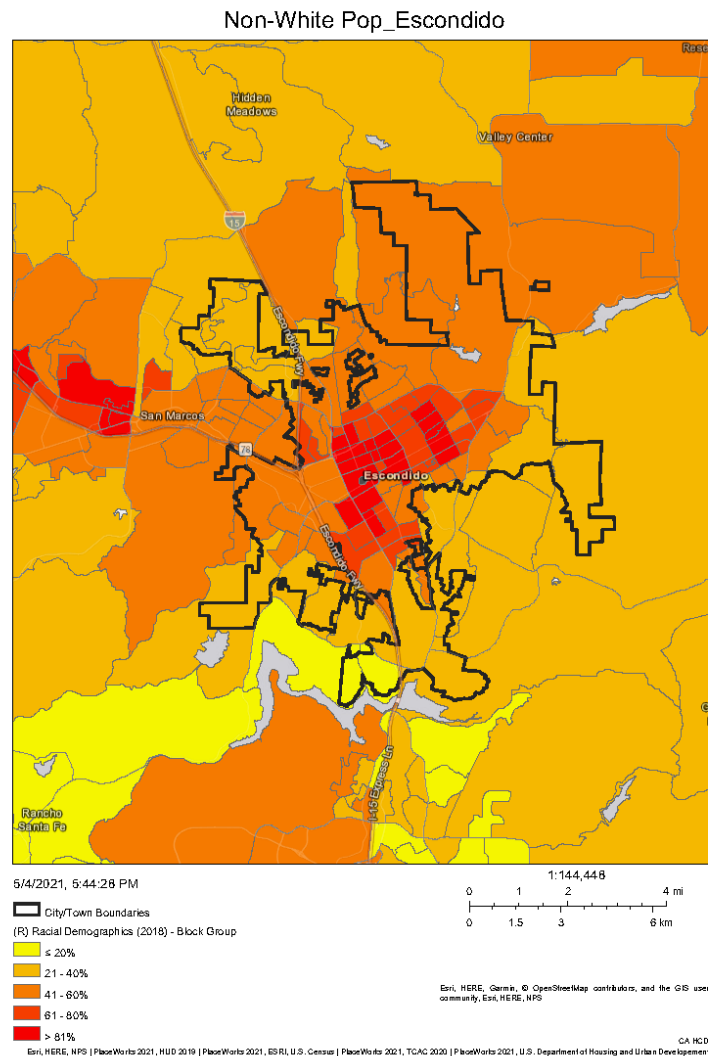 Non-White Pop_Escondido
Hidden
Meadows
Valley Center
15
Escondido Fwy
San Marcos
78
Escondido
Escondido Fwy
I-15 Express Ln
Rancho
Santa Fe
5/4/2021, 5:44:28 PM
1:144,448
0 1 2 4 mi
0 1.5 3 6 km
City/Town Boundaries
(R) Racial Demographics (2018) - Block Group
≤ 20%
21 - 40%
41 - 60%
61 - 80%
> 81%
Esri, HERE, Garmin, © OpenStreetMap contributors, and the GIS user
community, Esri, HERE, NPS
CA HCD
Esri, HERE, NPS | PlaceWorks 2021, HUD 2019 | PlaceWorks 2021, ESRI, U.S. Census | PlaceWorks 2021, TCAC 2020 | PlaceWorks 2021, U.S. Department of Housing and Urban Developemen